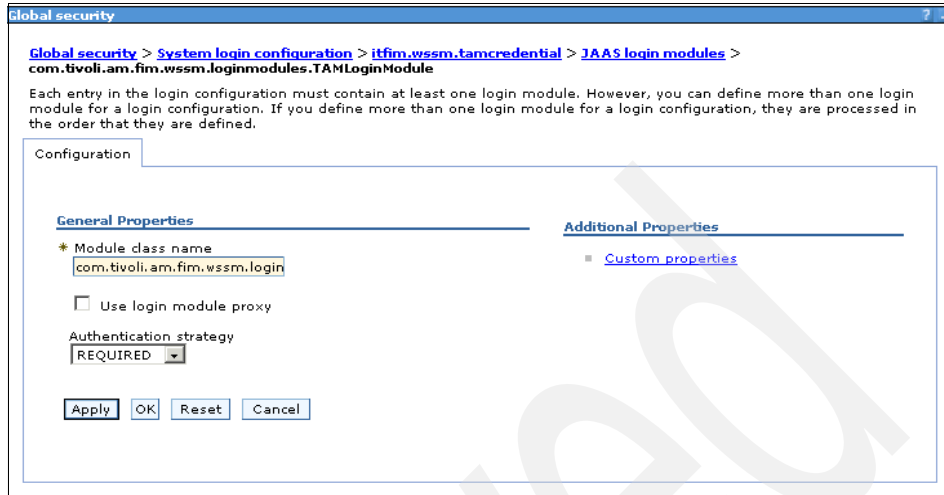 Global security
? -
Global security > System login configuration > itfim.wssm.tamcredential > JAAS login modules >
com.tivoli.am.fim.wssm.loginmodules.TAMLoginModule
Each entry in the login configuration must contain at least one login module. However, you can define more than one login
module for a login configuration. If you define more than one login module for a login configuration, they are processed in
the order that they are defined.
Configuration
General Properties
* Module class name
com.tivoli.am.fim.wssm.login
Use login module proxy
Authentication strategy
REQUIRED
Apply OK Reset Cancel
Additional Properties
Custom properties